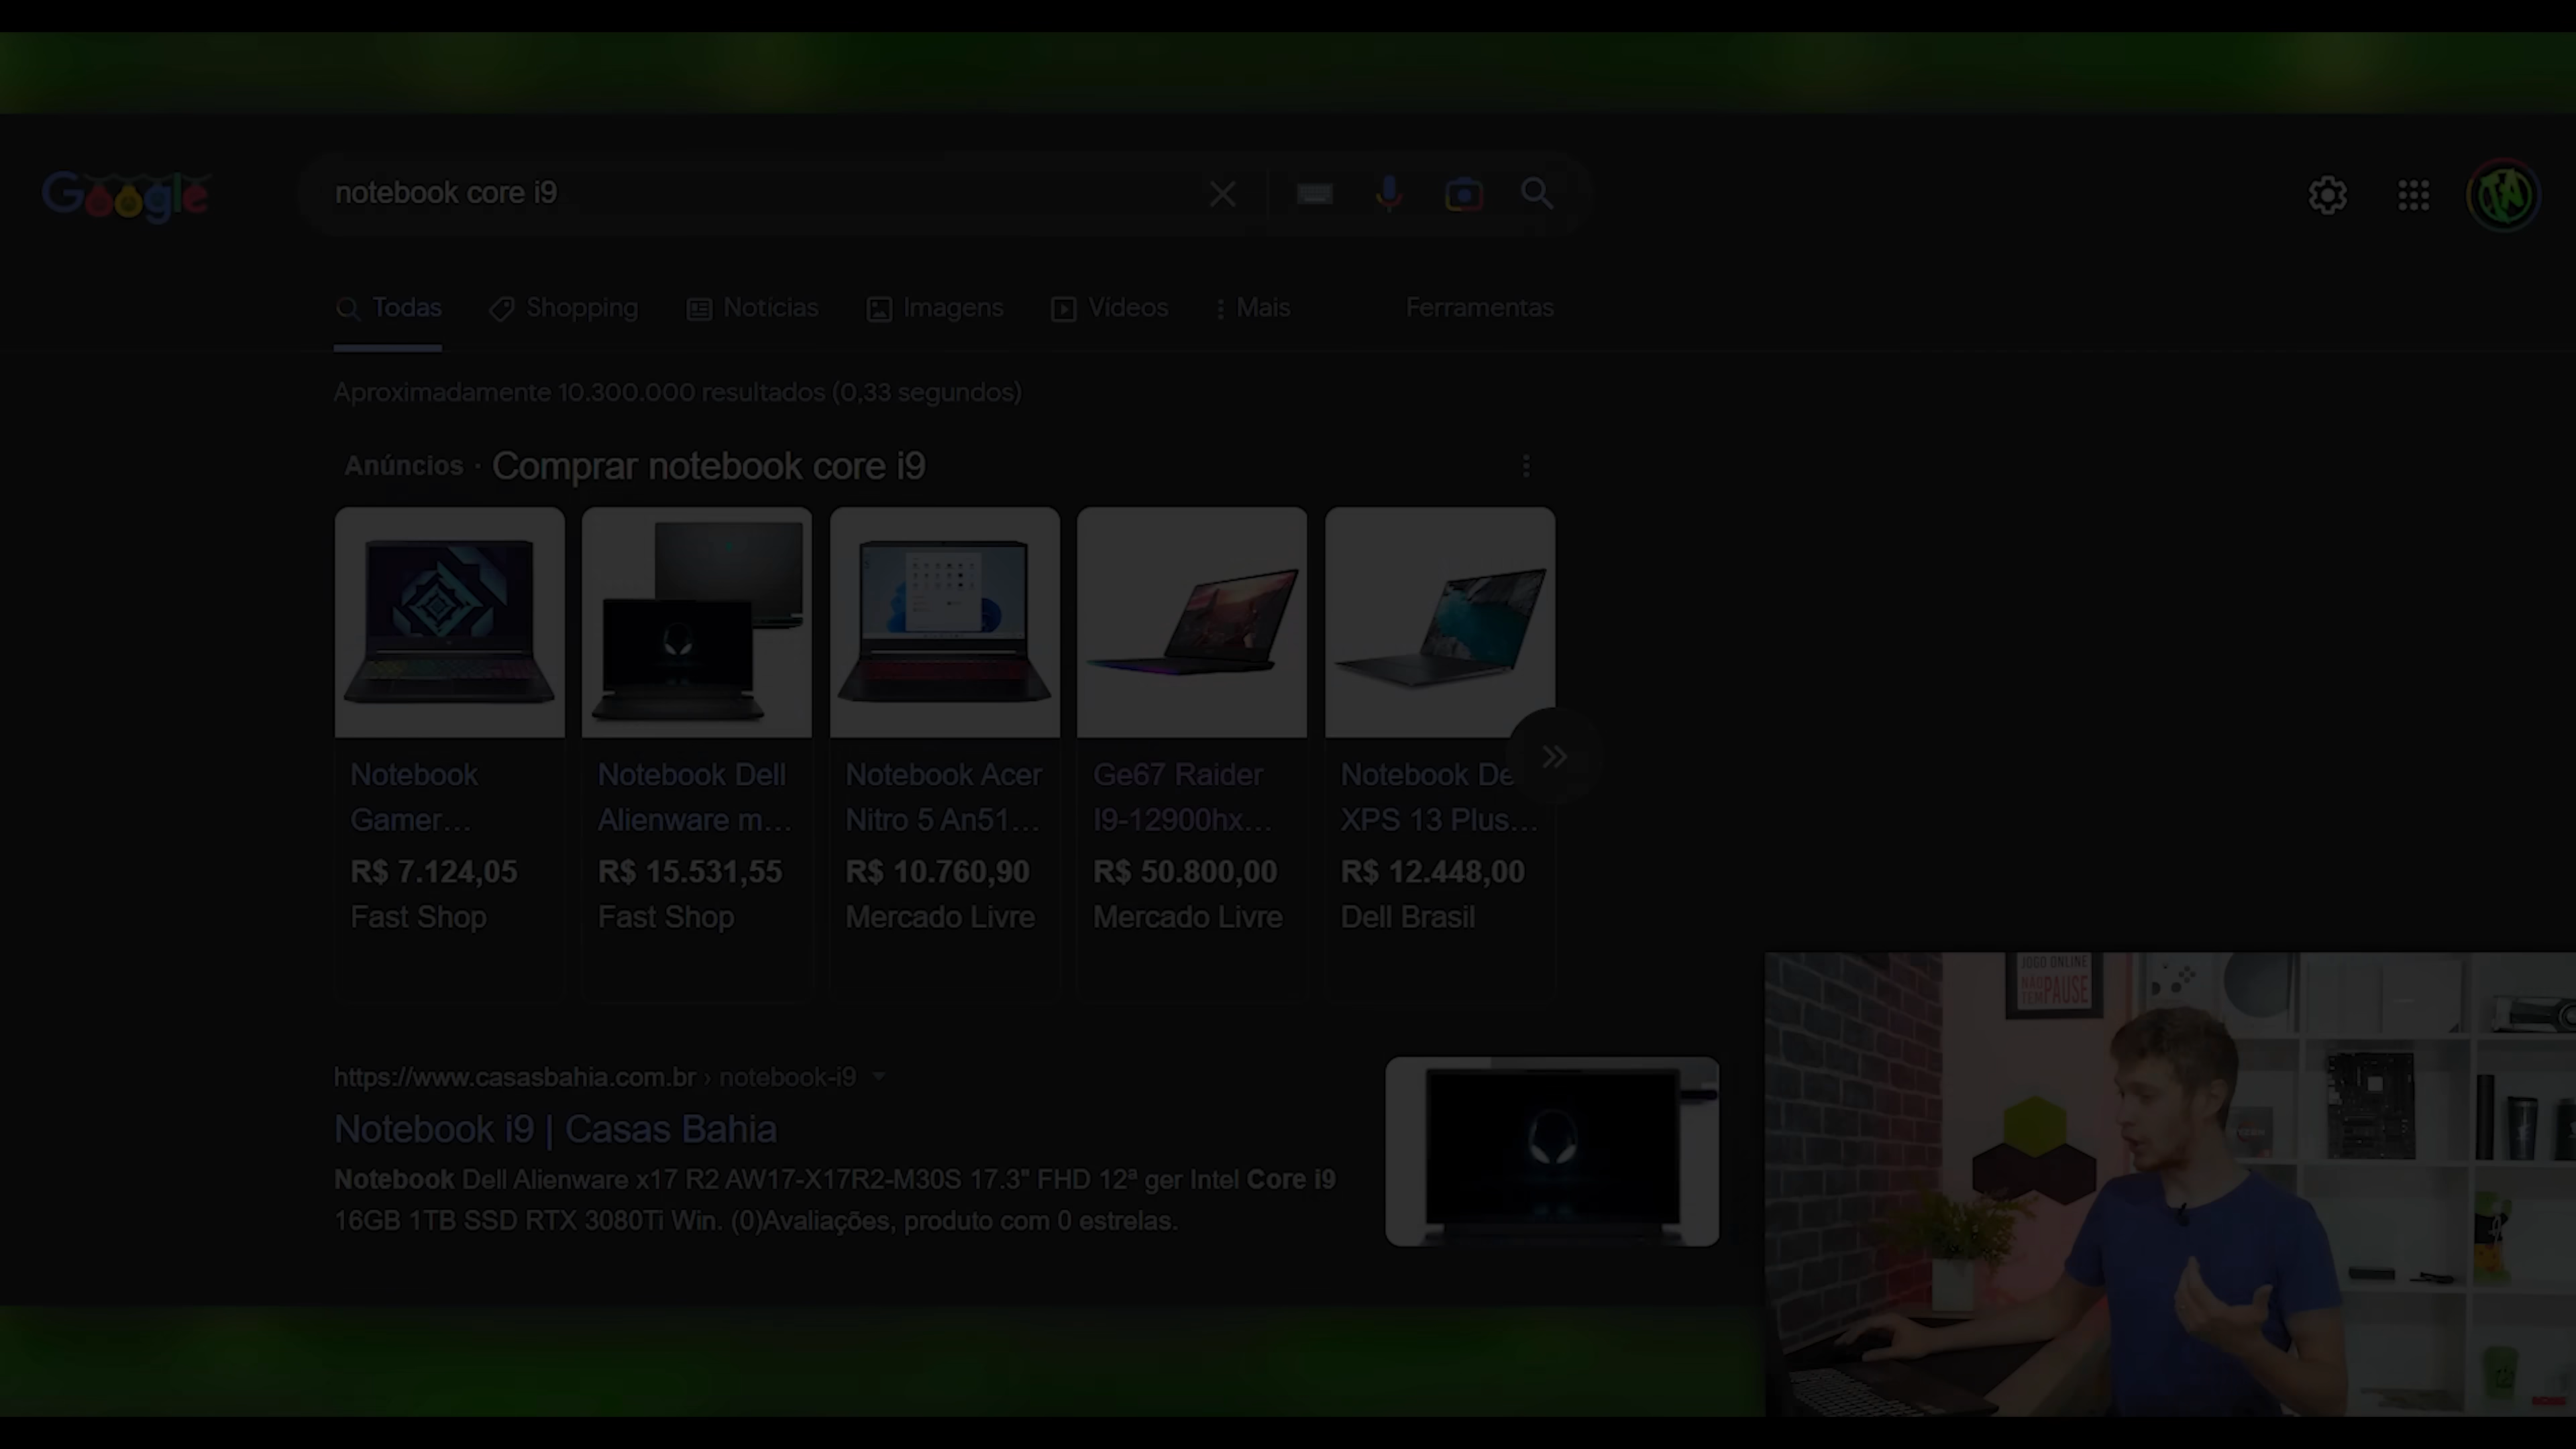 Google
notebook core i9
Todas
Shopping
Notícias
Imagens
Vídeos
Mais
Ferramentas
Aproximadamente 10.300.000 resultados (0,33 segundos)
Anúncios · Comprar notebook core i9
Notebook
Gamer...
R$ 7.124,05
Fast Shop
Notebook Dell
Alienware m...
R$ 15.531,55
Fast Shop
Notebook Acer
Nitro 5 An51...
R$ 10.760,90
Mercado Livre
Ge67 Raider
I9-12900hx...
R$ 50.800,00
Mercado Livre
Notebook De
XPS 13 Plus...
R$ 12.448,00
Dell Brasil
https://www.casasbahia.com.br › notebook-i9
Notebook i9 | Casas Bahia
Notebook Dell Alienware x17 R2 AW17-X17R2-M30S 17.3" FHD 12ª ger Intel Core i9
16GB 1TB SSD RTX 3080Ti Win. (0)Avaliações, produto com 0 estrelas.
JOGO ONLINE
NÃO
TEM PAUSE